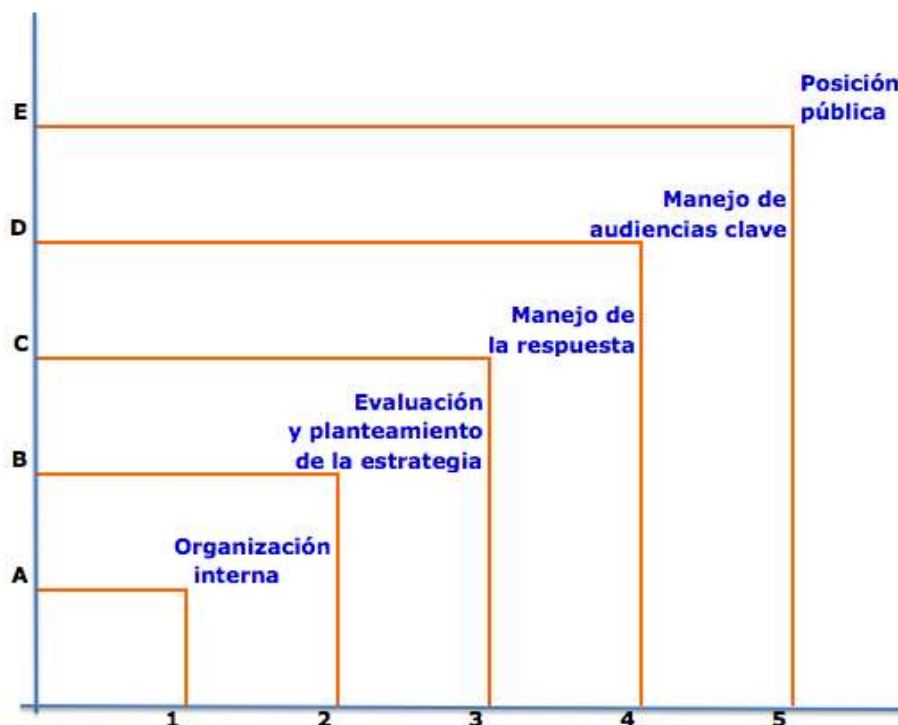 Posición
pública
E
Manejo de
audiencias clave
D
Manejo de
la respuesta
C
Evaluación
y planteamiento
de la estrategia
B
Organización
interna
A
1 2 3 4 5